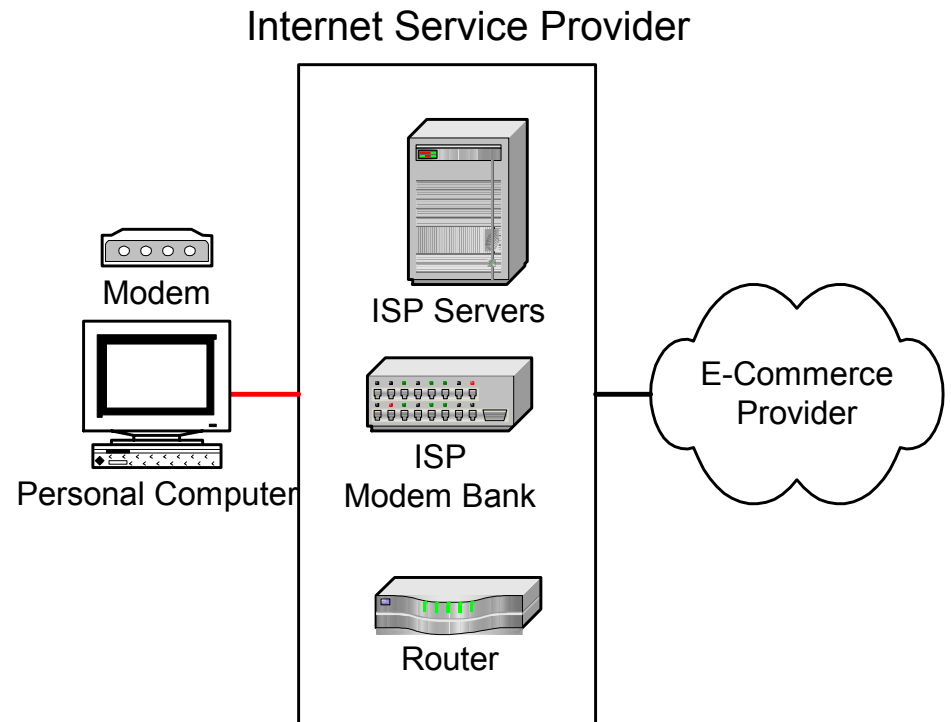 Internet Service Provider
Modem
Personal Computer
ISP Servers
ISP
Modem Bank
Router
E-Commerce
Provider